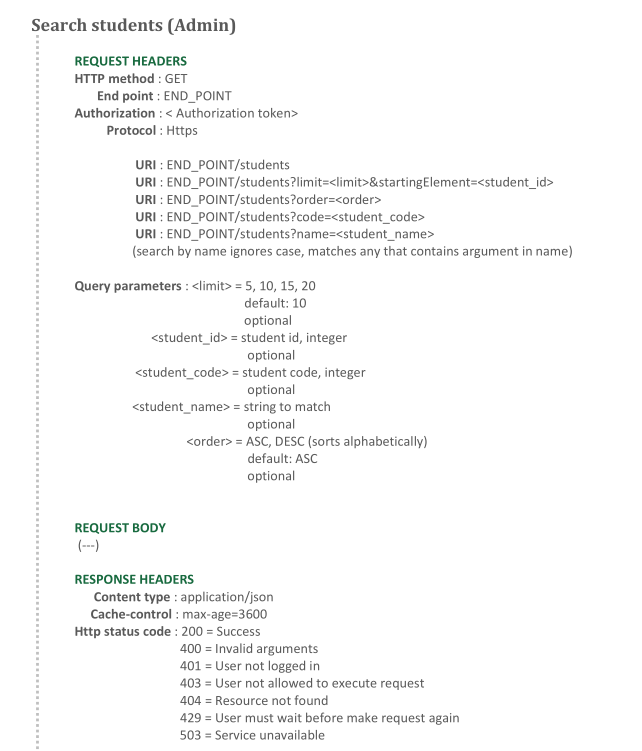 Search students (Admin)
REQUEST HEADERS
HTTP method : GET
End point : END_POINT
Authorization : < Authorization token>
Protocol : Https
URI : END_POINT/students
URI : END_POINT/students?limit=<limit>&startingElement=<student_id>
URI : END_POINT/students?order=<order>
URI : END_POINT/students?code=<student_code>
URI : END_POINT/students?name=<student_name>
(search by name ignores case, matches any that contains argument in name)
Query parameters : <limit> = 5, 10, 15, 20
default: 10
optional
<student_id> = student id, integer
optional
<student_code> = student code, integer
optional
<student_name> = string to match
optional
<order> = ASC, DESC (sorts alphabetically)
default: ASC
optional
REQUEST BODY
(---)
RESPONSE HEADERS
Content type : application/json
Cache-control : max-age=3600
Http status code : 200 = Success
400 = Invalid arguments
401 = User not logged in
403 = User not allowed to execute request
404 = Resource not found
429 = User must wait before make request again
503 = Service unavailable